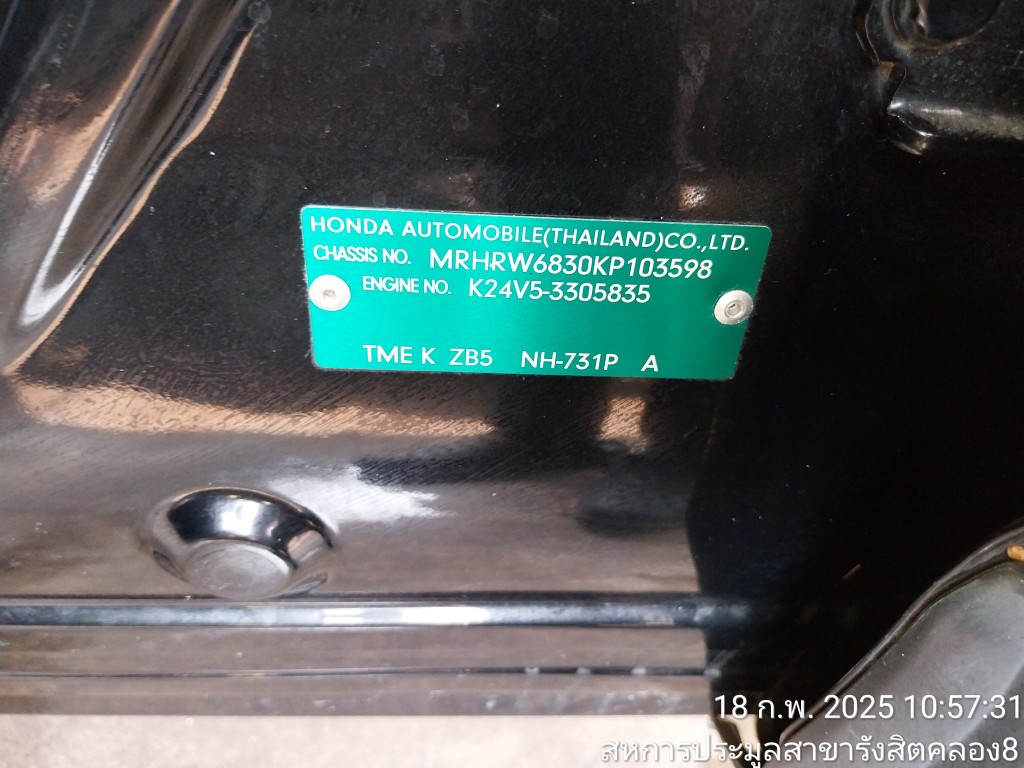 HONDA AUTOMOBILE(THAILAND)CO.,LTD.
CHASSIS NO. MRHRW6830KP103598
ENGINE NO. K24V5-3305835
TME K ZB5 NH-731P A
18 ก.พ. 2025 10:57:31
สหการประมูลสาขารังสิตคลอง8